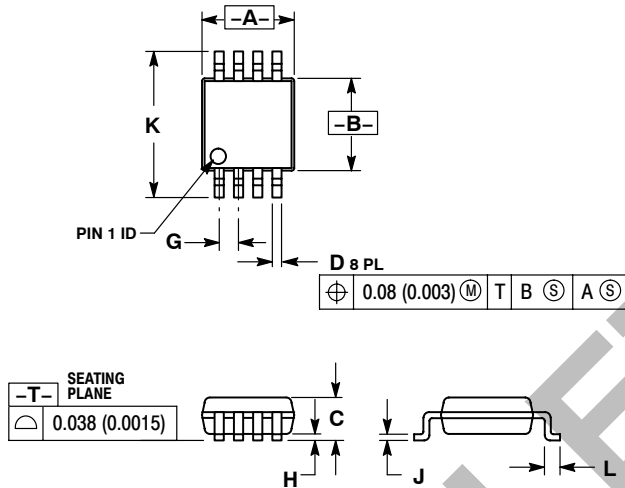 –A–
K
–B–
PIN 1 ID
G
D 8 PL
⌖ 0.08 (0.003) Ⓜ T B Ⓢ A Ⓢ
–T– SEATING
PLANE
⌓ 0.038 (0.0015)
C
H
J
L